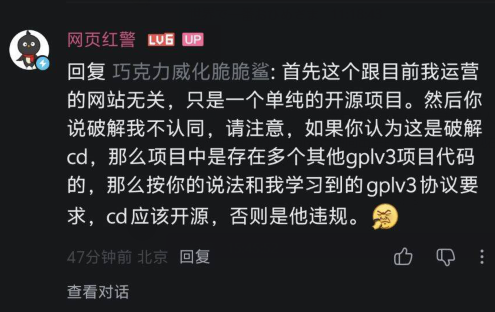 网页红警 LV6 UP
回复 巧克力威化脆脆鲨: 首先这个跟目前我运营
的网站无关，只是一个单纯的开源项目。然后你
说破解我不认同，请注意，如果你认为这是破解
cd，那么项目中是存在多个其他gplv3项目代码
的，那么按你的说法和我学习到的gplv3协议要
求，cd应该开源，否则是他违规。
47分钟前 北京 回复
查看对话